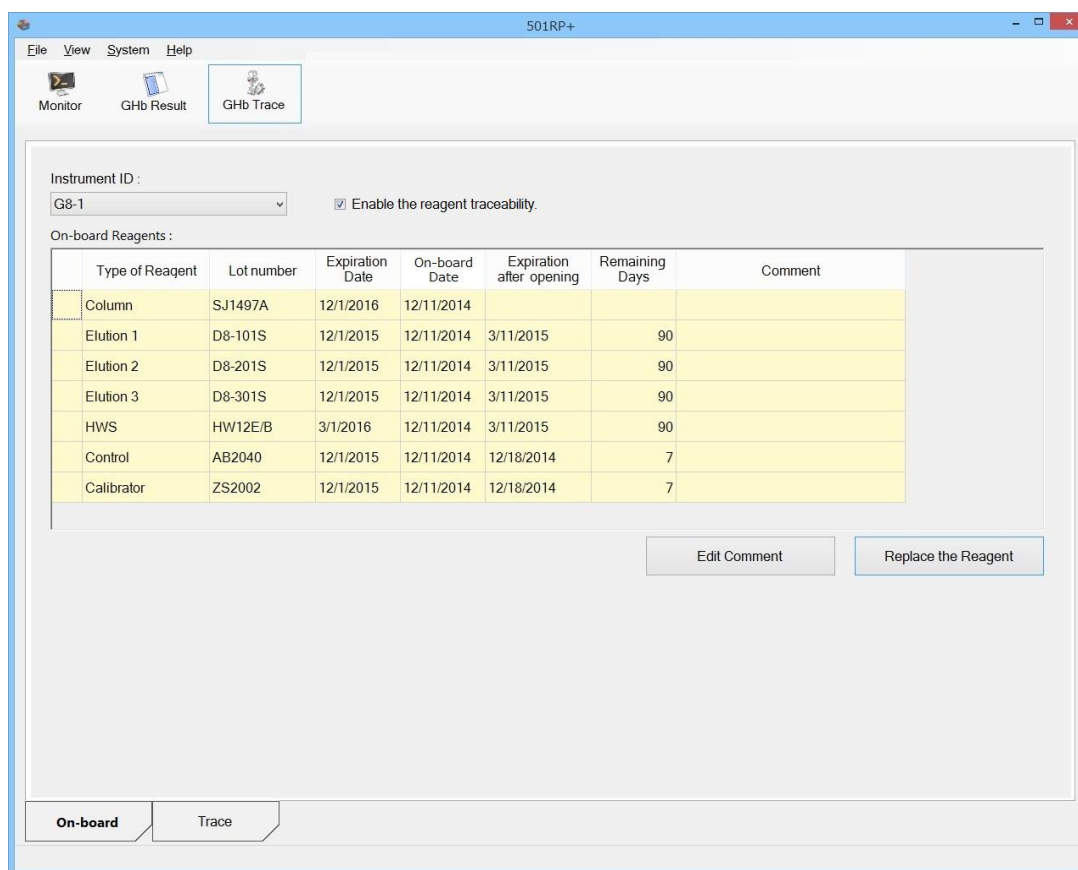 501RP+
File View System Help
Monitor GHb Result GHb Trace
Instrument ID :
G8-1 Enable the reagent traceability.
On-board Reagents :
Type of Reagent Lot number Expiration Date On-board Date Expiration after opening Remaining Days Comment
Column SJ1497A 12/1/2016 12/11/2014
Elution 1 D8-101S 12/1/2015 12/11/2014 3/11/2015 90
Elution 2 D8-201S 12/1/2015 12/11/2014 3/11/2015 90
Elution 3 D8-301S 12/1/2015 12/11/2014 3/11/2015 90
HWS HW12E/B 3/1/2016 12/11/2014 3/11/2015 90
Control AB2040 12/1/2015 12/11/2014 12/18/2014 7
Calibrator ZS2002 12/1/2015 12/11/2014 12/18/2014 7
Edit Comment Replace the Reagent
On-board Trace